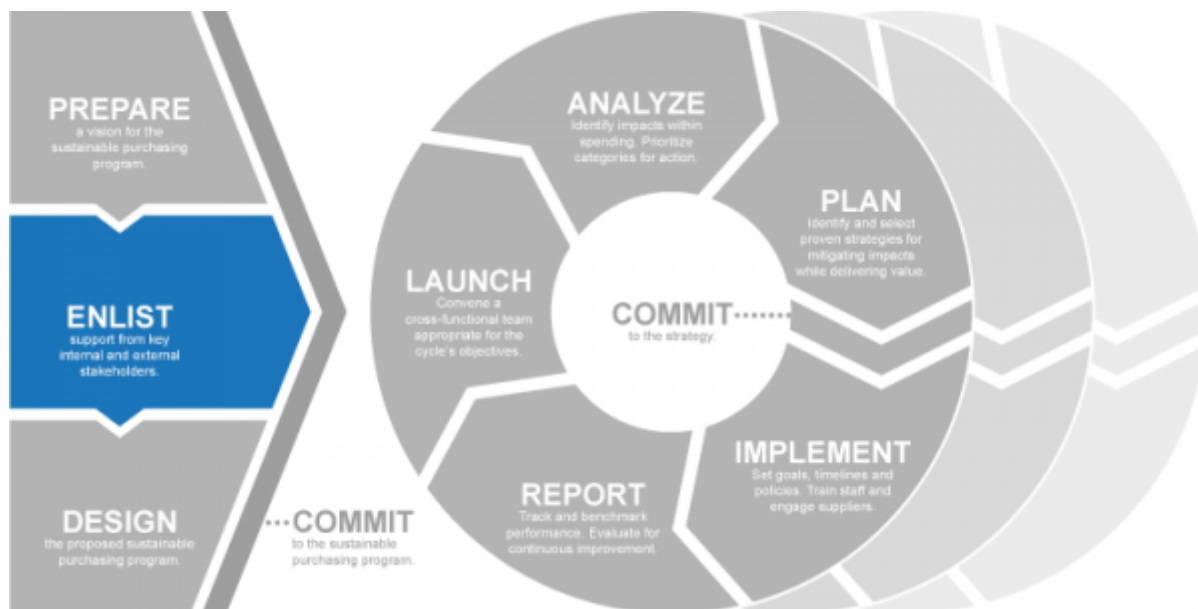 PREPARE
a vision for the
sustainable purchasing
program.
ENLIST
support from key
internal and external
stakeholders.
DESIGN
the proposed sustainable
purchasing program.
COMMIT
to the sustainable
purchasing program.
LAUNCH
Convene a
cross-functional team
appropriate for the
cycle's objectives.
ANALYZE
Identify impacts within
spending. Prioritize
categories for action.
PLAN
Identify and select
proven strategies for
mitigating impacts
while delivering value.
COMMIT
to the strategy.
IMPLEMENT
Set goals, timelines and
policies. Train staff and
engage suppliers.
REPORT
Track and benchmark
performance. Evaluate for
continuous improvement.